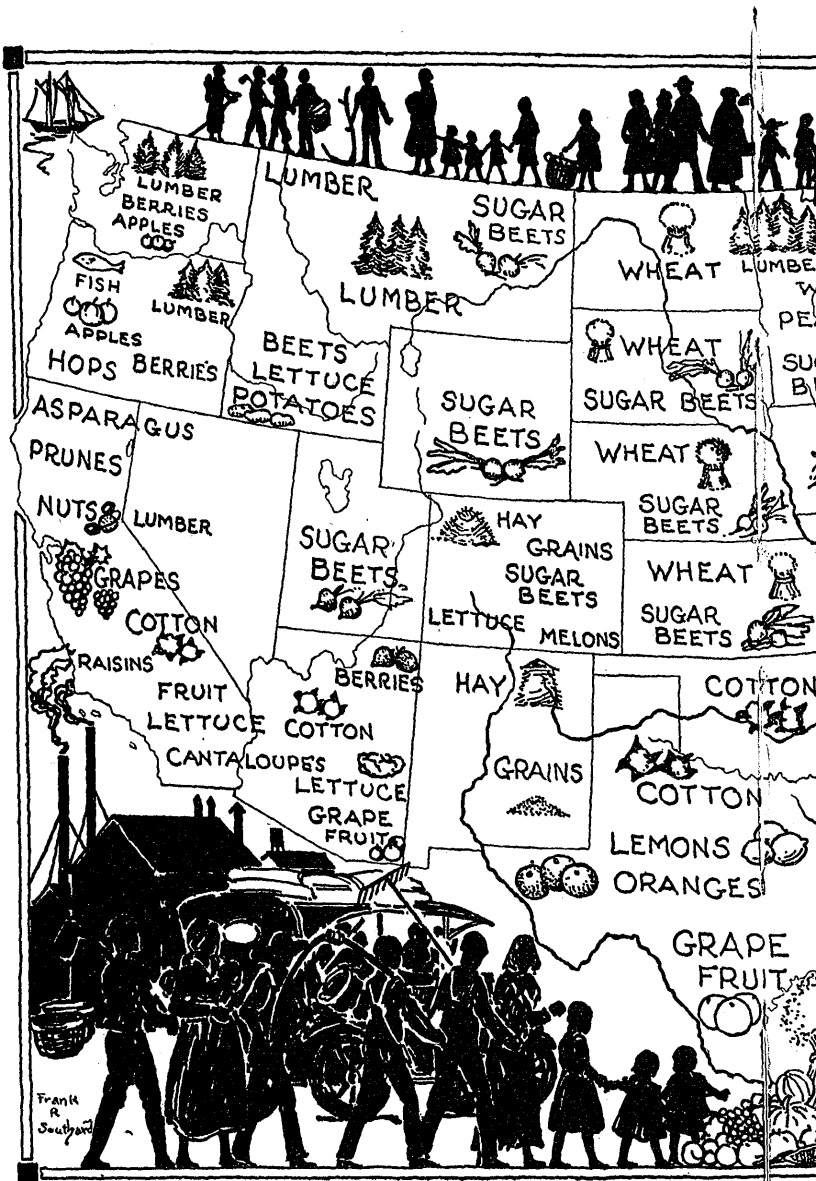 LUMBER
BERRIES
APPLES
FISH
LUMBER
APPLES
HOPS BERRIES
LUMBER
SUGAR
BEETS
LUMBER
BEETS
LETTUCE
POTATOES
WHEAT
LUMBE
W
PE
WHEAT
SUGAR BEETS
SU
B
ASPARAGUS
PRUNES
NUTS
LUMBER
GRAPES
COTTON
RAISINS
FRUIT
LETTUCE
CANTALOUPES
SUGAR
BEETS
SUGAR
BEETS
WHEAT
SUGAR
BEETS
HAY
GRAINS
SUGAR
BEETS
LETTUCE
MELONS
WHEAT
SUGAR
BEETS
BERRIES
COTTON
LETTUCE
GRAPE
FRUIT
HAY
GRAINS
COTTON
COTTON
LEMONS
ORANGES
GRAPE
FRUIT
Frank
R
Southard